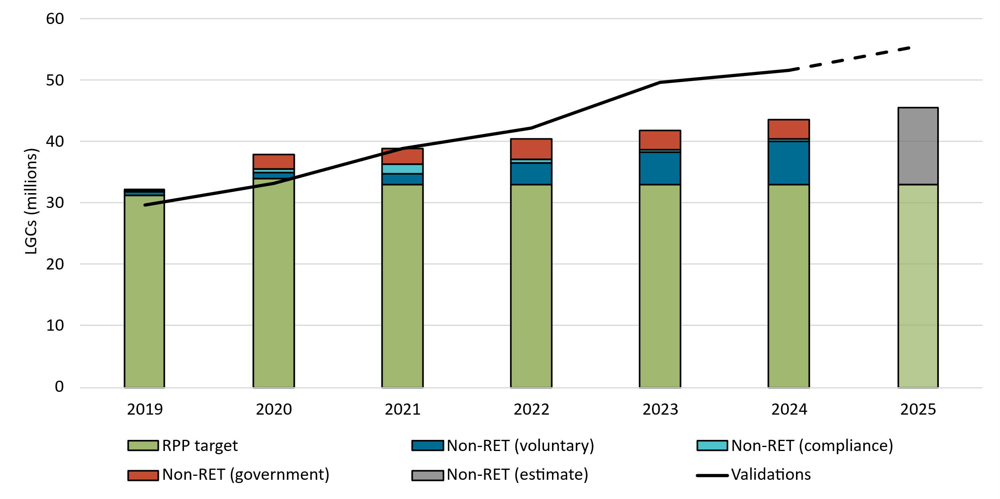 60
50
40
30
20
10
0
LGCs (millions)
2019 2020 2021 2022 2023 2024 2025
RPP target Non-RET (voluntary) Non-RET (compliance)
Non-RET (government) Non-RET (estimate) Validations